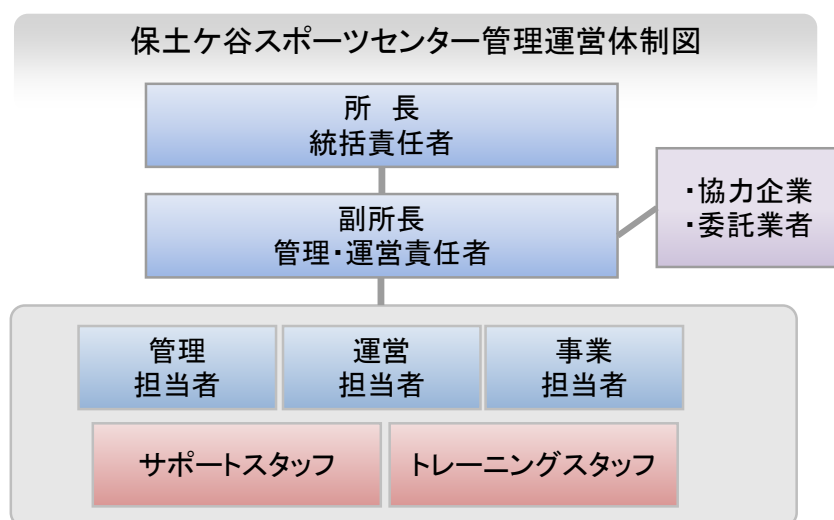 保土ケ谷スポーツセンター管理運営体制図
所 長
統括責任者
副所長
管理・運営責任者
・協力企業
・委託業者
管理
担当者
運営
担当者
事業
担当者
サポートスタッフ
トレーニングスタッフ